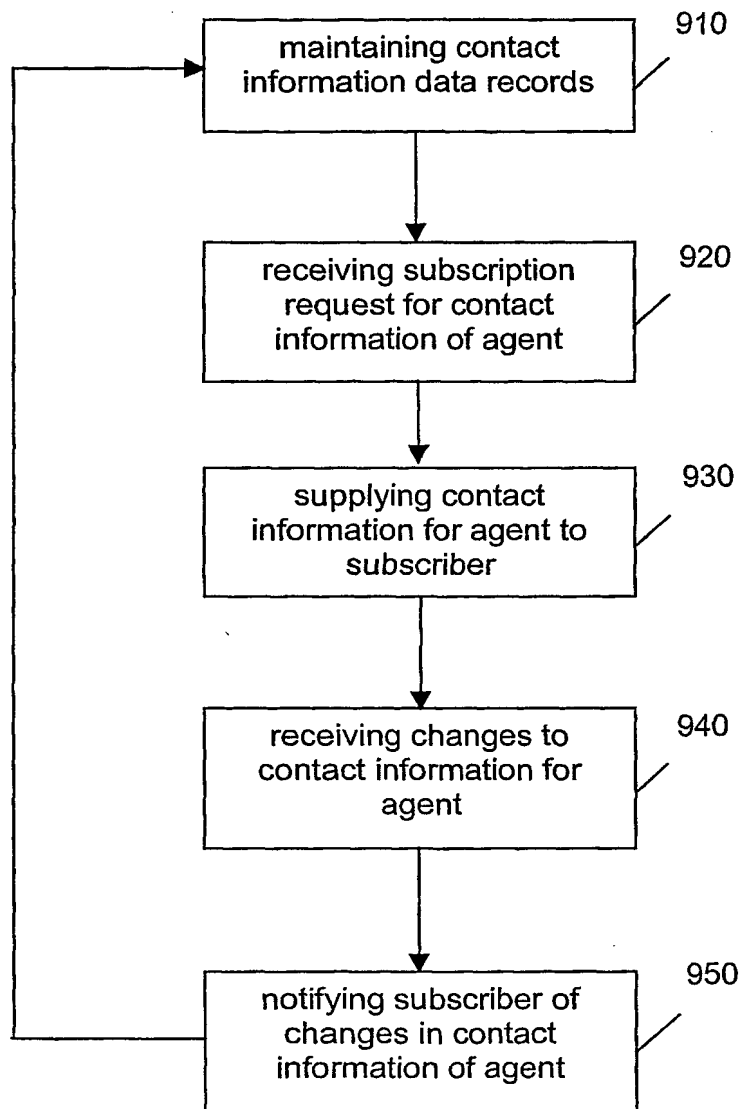 910
maintaining contact
information data records
920
receiving subscription
request for contact
information of agent
930
supplying contact
information for agent to
subscriber
940
receiving changes to
contact information for
agent
950
notifying subscriber of
changes in contact
information of agent